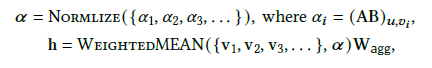 α = Normlize({α1, α2, α3, . . . }), where αi = (AB)u,vi,
h = WeightedMEAN({v1, v2, v3, . . . }, α)Wagg,